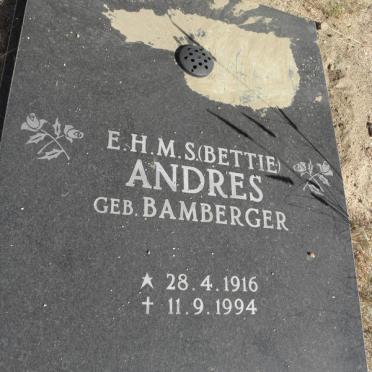 E.H.M.S.(BETTIE)
ANDRES
GEB. BAMBERGER
★ 28.4.1916
✝ 11.9.1994